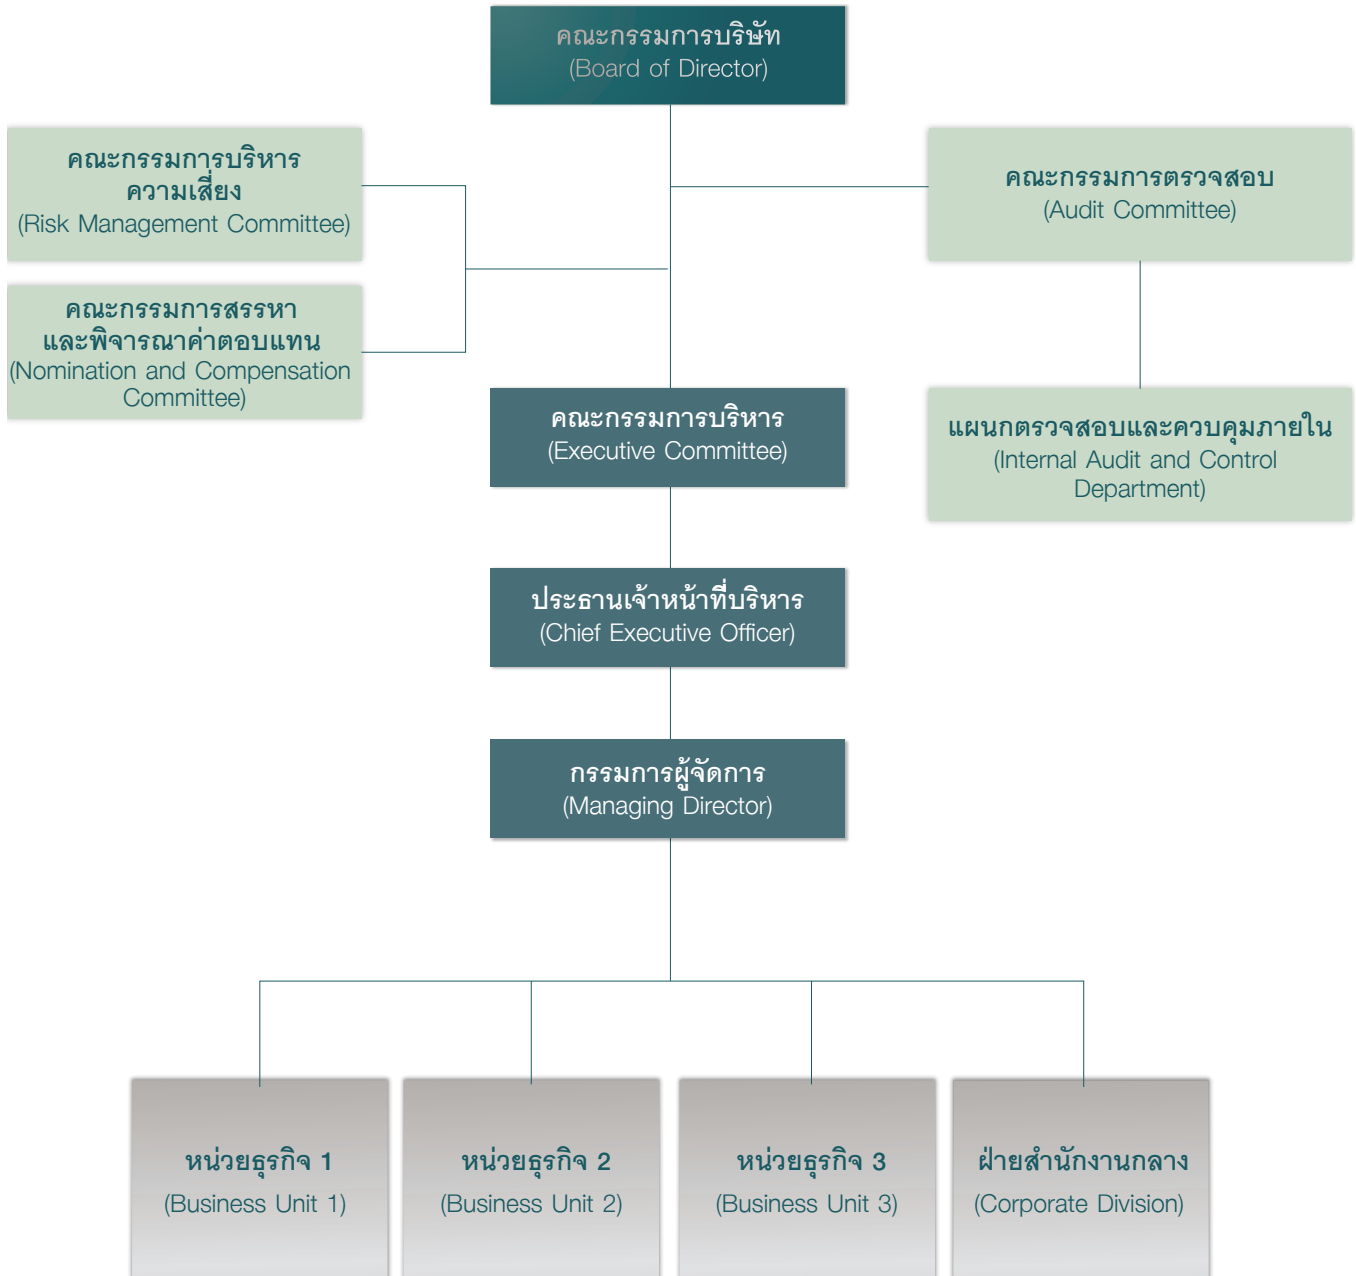 คณะกรรมการบริษัท
(Board of Director)
คณะกรรมการบริหาร
ความเสี่ยง
(Risk Management Committee)
คณะกรรมการตรวจสอบ
(Audit Committee)
คณะกรรมการสรรหา
และพิจารณาค่าตอบแทน
(Nomination and Compensation
Committee)
คณะกรรมการบริหาร
(Executive Committee)
แผนกตรวจสอบและควบคุมภายใน
(Internal Audit and Control
Department)
ประธานเจ้าหน้าที่บริหาร
(Chief Executive Officer)
กรรมการผู้จัดการ
(Managing Director)
หน่วยธุรกิจ 1
(Business Unit 1)
หน่วยธุรกิจ 2
(Business Unit 2)
หน่วยธุรกิจ 3
(Business Unit 3)
ฝ่ายสำนักงานกลาง
(Corporate Division)